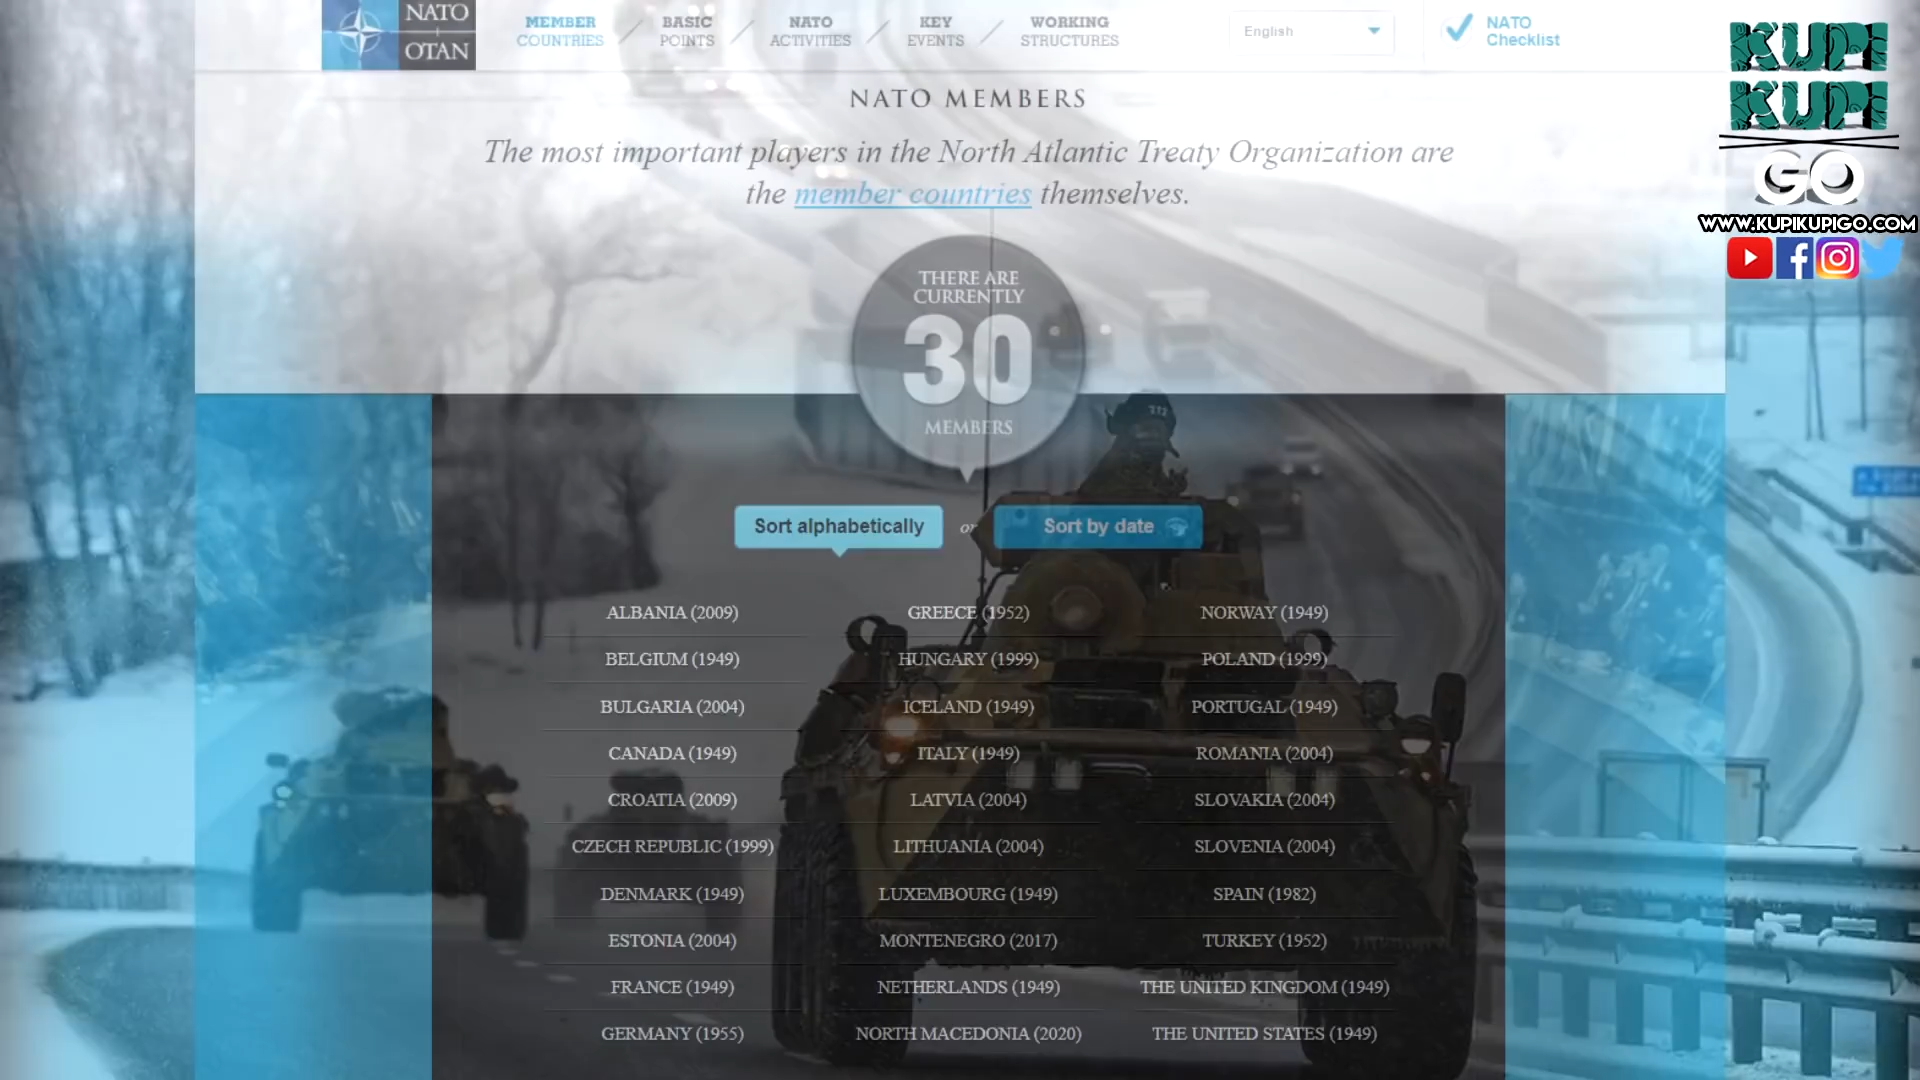 NATO
OTAN
MEMBER
COUNTRIES
BASIC
POINTS
NATO
ACTIVITIES
KEY
EVENTS
WORKING
STRUCTURES
English
NATO
Checklist
KUPI
KUPI
GO
WWW.KUPIKUPIGO.COM
NATO MEMBERS
The most important players in the North Atlantic Treaty Organization are
the member countries themselves.
THERE ARE
CURRENTLY
30
MEMBERS
Sort alphabetically or Sort by date
ALBANIA (2009) GREECE (1952) NORWAY (1949)
BELGIUM (1949) HUNGARY (1999) POLAND (1999)
BULGARIA (2004) ICELAND (1949) PORTUGAL (1949)
CANADA (1949) ITALY (1949) ROMANIA (2004)
CROATIA (2009) LATVIA (2004) SLOVAKIA (2004)
CZECH REPUBLIC (1999) LITHUANIA (2004) SLOVENIA (2004)
DENMARK (1949) LUXEMBOURG (1949) SPAIN (1982)
ESTONIA (2004) MONTENEGRO (2017) TURKEY (1952)
FRANCE (1949) NETHERLANDS (1949) THE UNITED KINGDOM (1949)
GERMANY (1955) NORTH MACEDONIA (2020) THE UNITED STATES (1949)